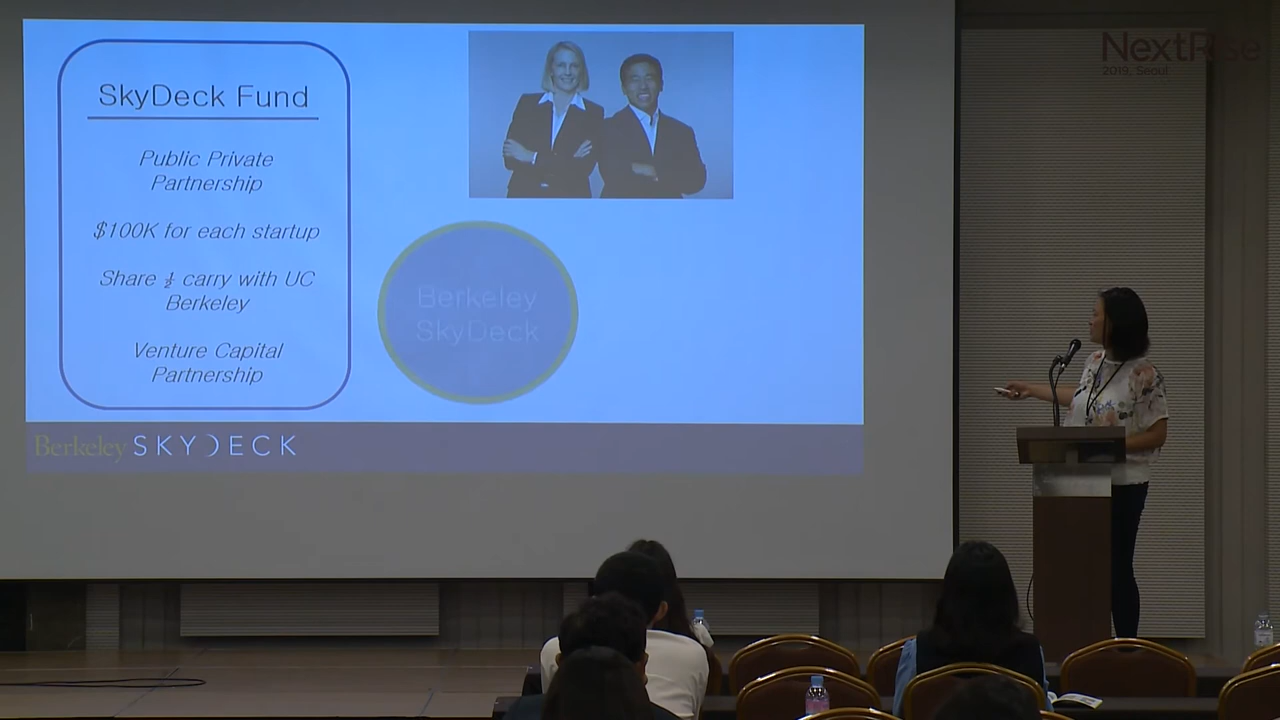 SkyDeck Fund
Public Private
Partnership
$100K for each startup
Share ½ carry with UC
Berkeley
Venture Capital
Partnership
Berkeley
SkyDeck
Berkeley SKYDECK
NextRise
2019, Seoul